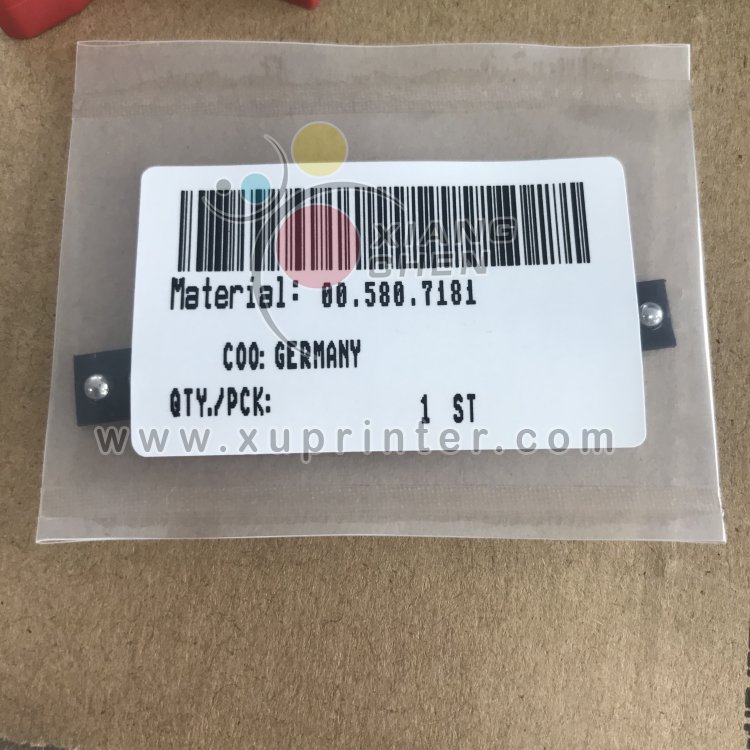 XIANG
CHEN
Material: 00.580.7181
COO: GERMANY
QTY./PCK: 1 ST
www.xuprinter.com